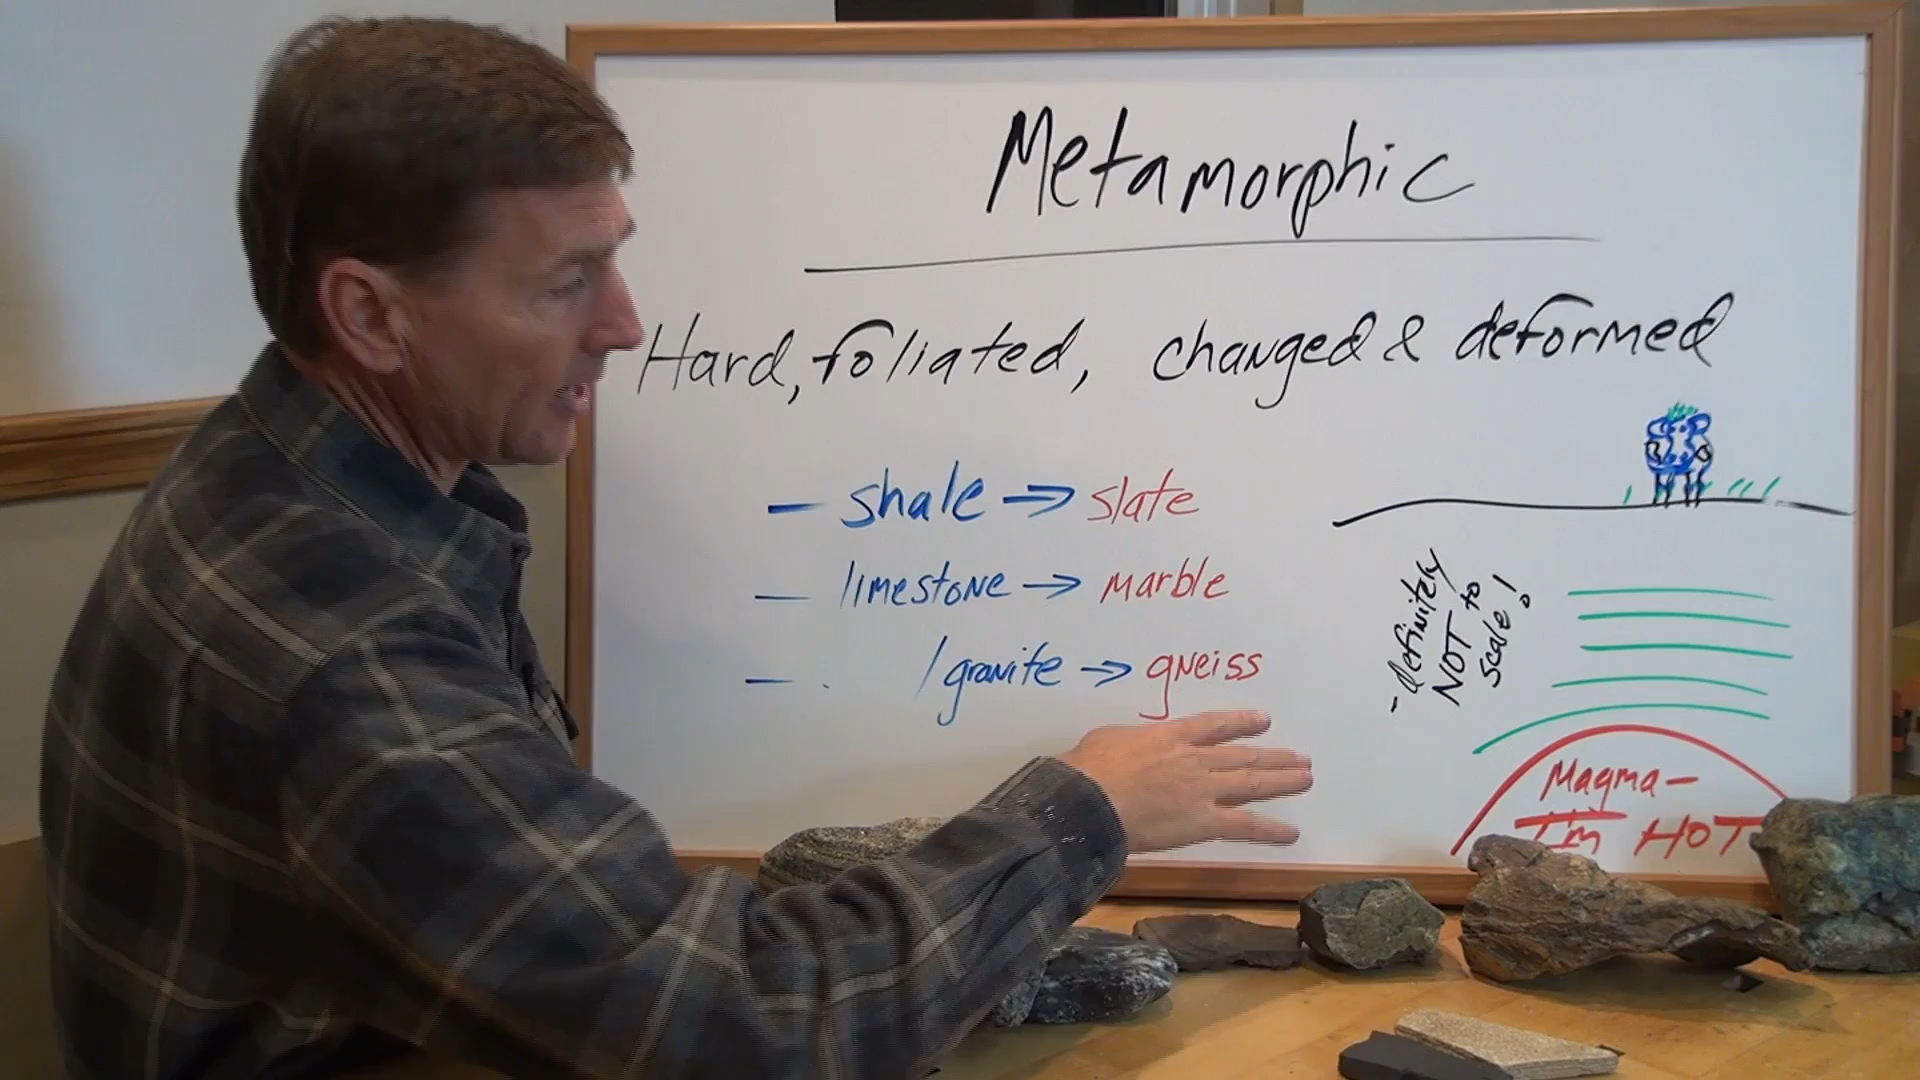 Metamorphic
Hard, foliated, changed & deformed
- shale → slate
- limestone → marble
- . / granite → gneiss
- definitely
NOT to
scale!
Magma -
I'm HOT